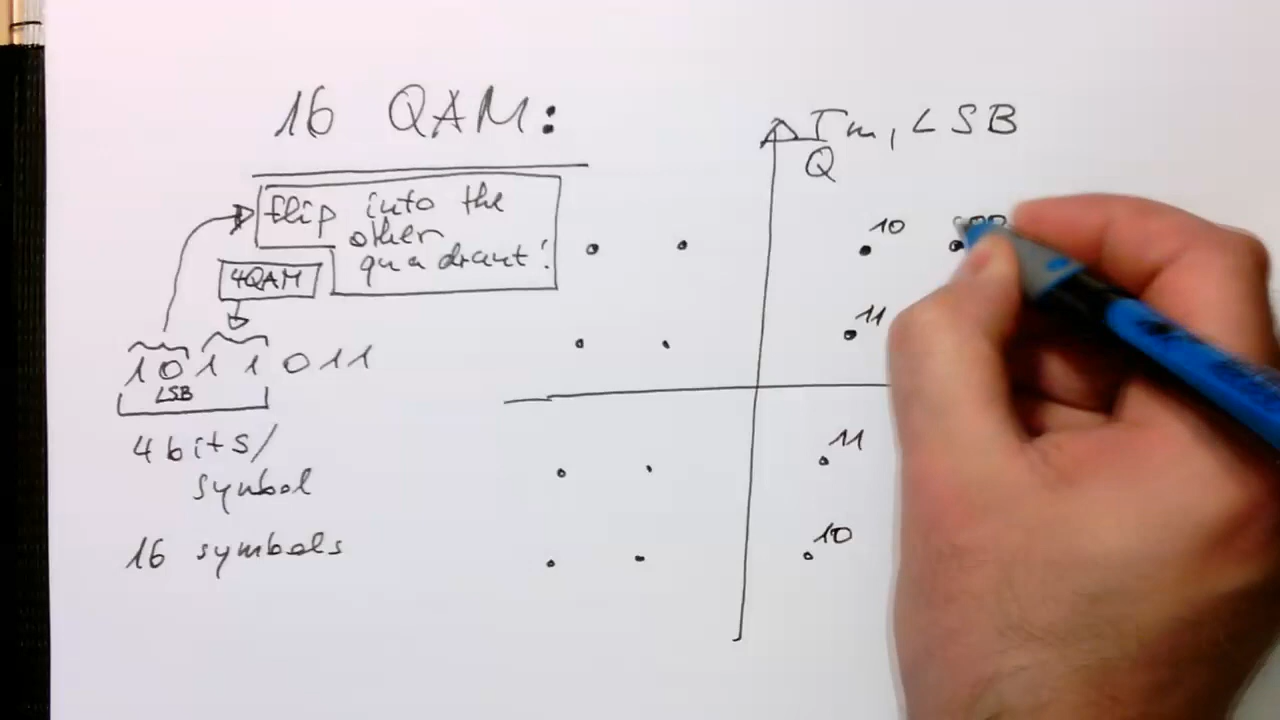 16 QAM:
Im, LSB
Q
flip into the
other
quadrant!
4QAM
10 11 011
LSB
4 bits/
symbol
16 symbols
10
11
11
10